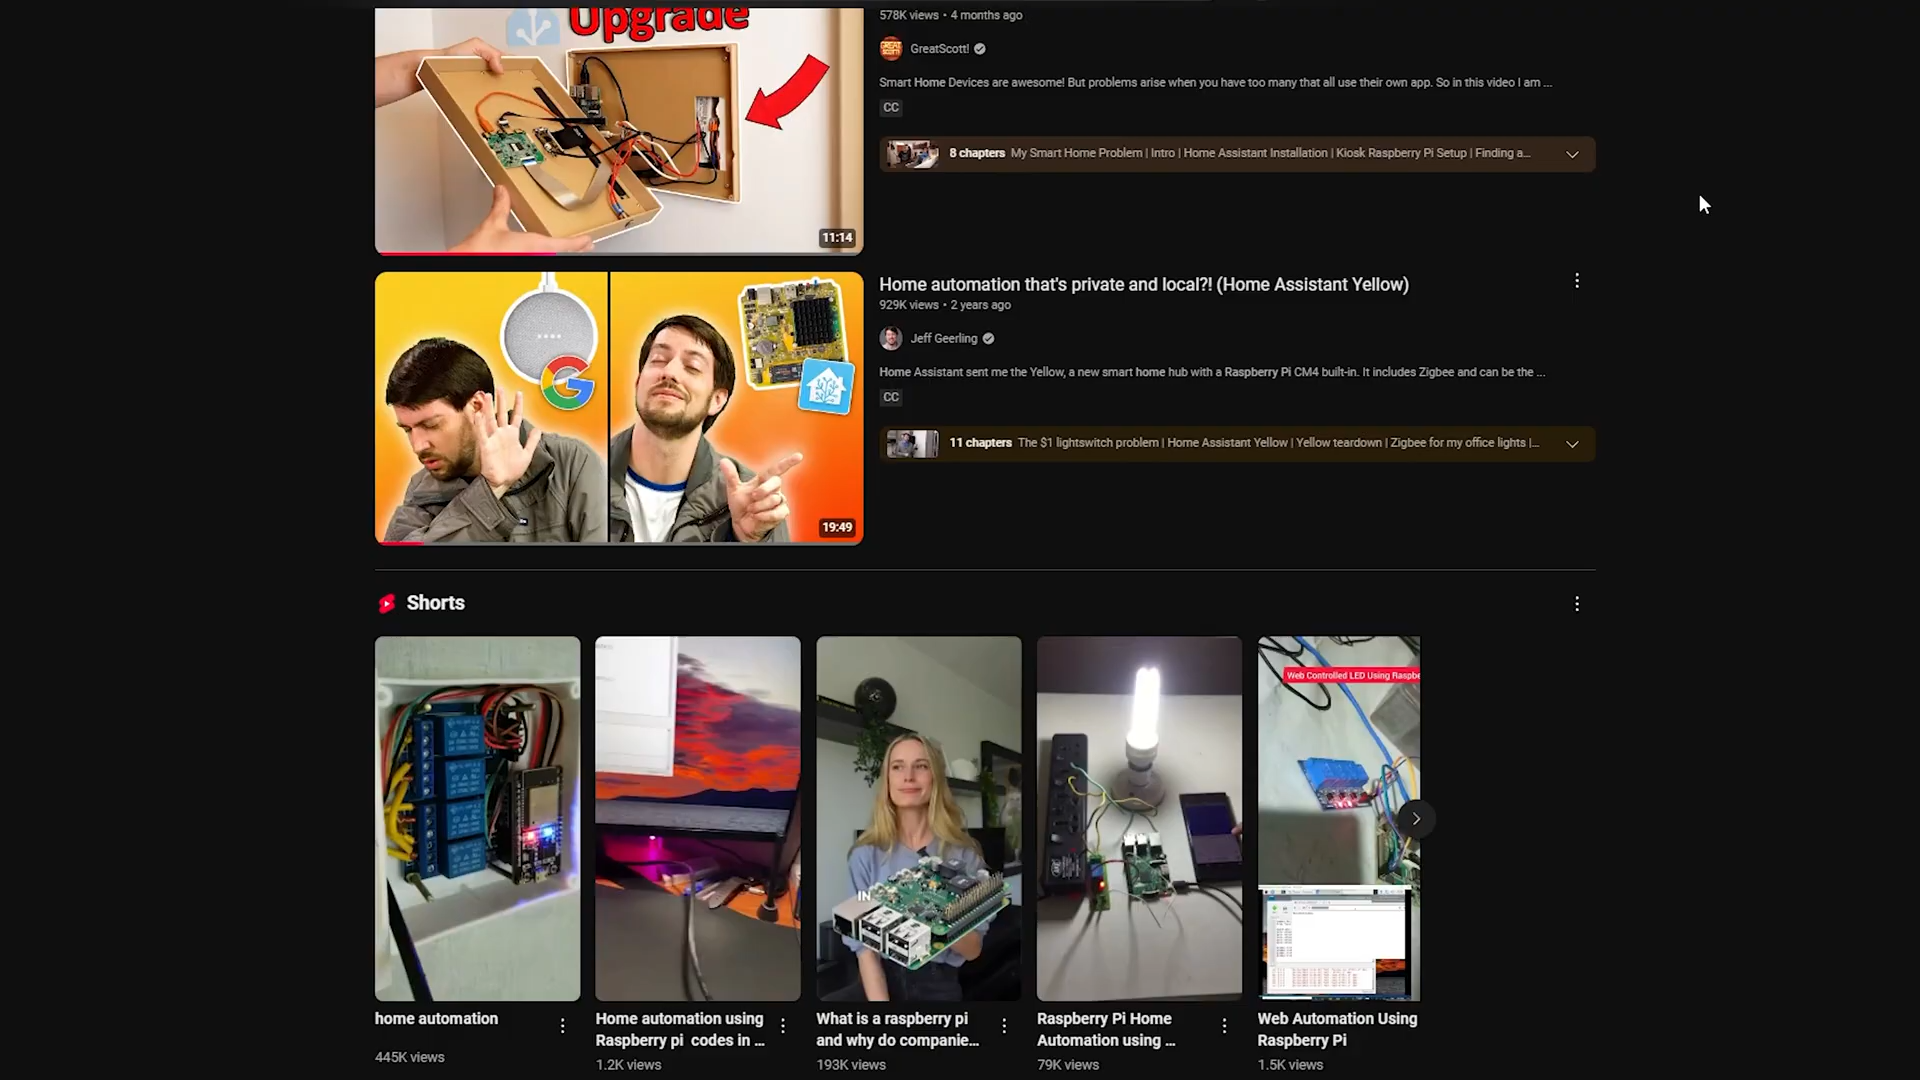 Upgrade
11:14
578K views • 4 months ago
GreatScott!
Smart Home Devices are awesome! But problems arise when you have too many that all use their own app. So in this video I am ...
CC
8 chapters My Smart Home Problem | Intro | Home Assistant Installation | Kiosk Raspberry Pi Setup | Finding a...
19:49
Home automation that's private and local?! (Home Assistant Yellow)
929K views • 2 years ago
Jeff Geerling
Home Assistant sent me the Yellow, a new smart home hub with a Raspberry Pi CM4 built-in. It includes Zigbee and can be the ...
CC
11 chapters The $1 lightswitch problem | Home Assistant Yellow | Yellow teardown | Zigbee for my office lights |...
Shorts
IN
Web Controlled LED Using Raspbe
home automation
445K views
Home automation using
Raspberry pi codes in ...
1.2K views
What is a raspberry pi
and why do companie...
193K views
Raspberry Pi Home
Automation using ...
79K views
Web Automation Using
Raspberry Pi
1.5K views